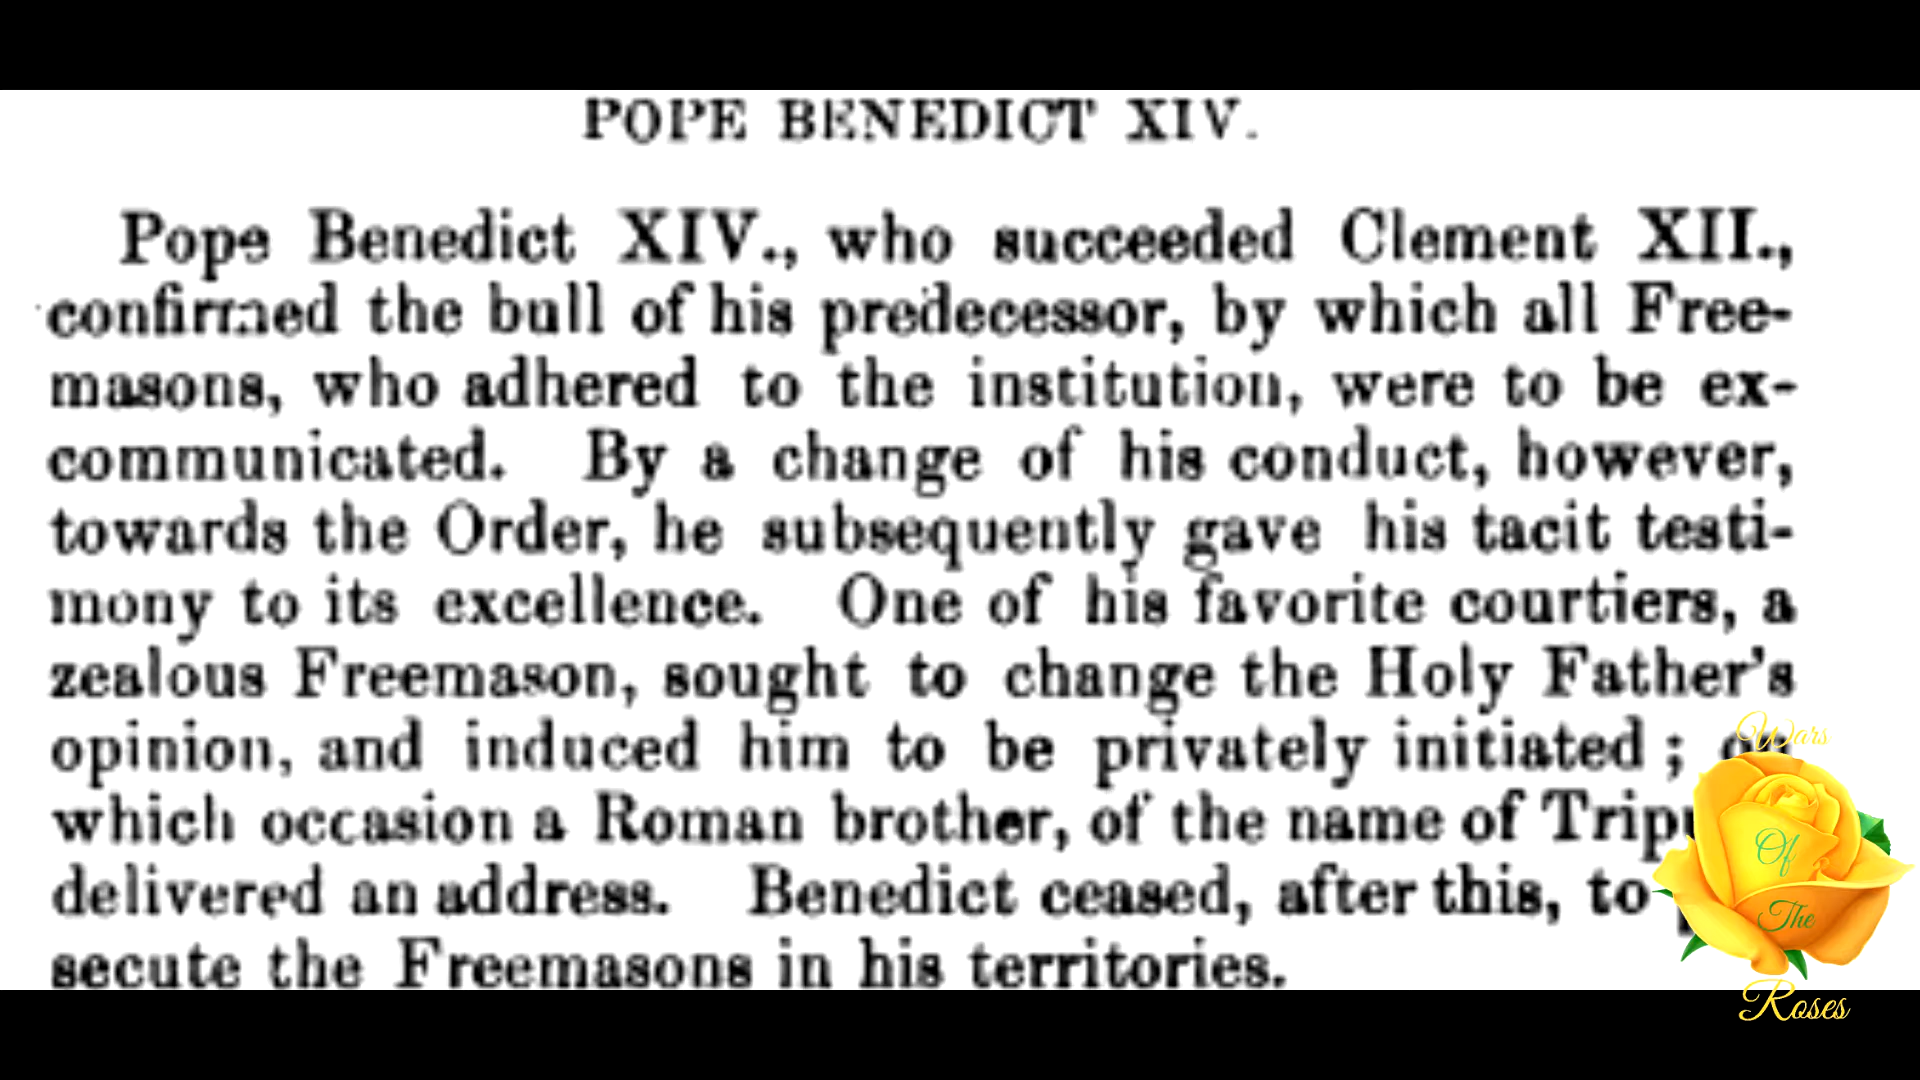 POPE BENEDICT XIV.
Pope Benedict XIV., who succeeded Clement XII.,
confirmed the bull of his predecessor, by which all Free-
masons, who adhered to the institution, were to be ex-
communicated. By a change of his conduct, however,
towards the Order, he subsequently gave his tacit testi-
mony to its excellence. One of his favorite courtiers, a
zealous Freemason, sought to change the Holy Father's
opinion, and induced him to be privately initiated;
which occasion a Roman brother, of the name of
delivered an address. Benedict ceased, after this, to
secute the Freemasons in his territories.
Wars
Of
The
Roses